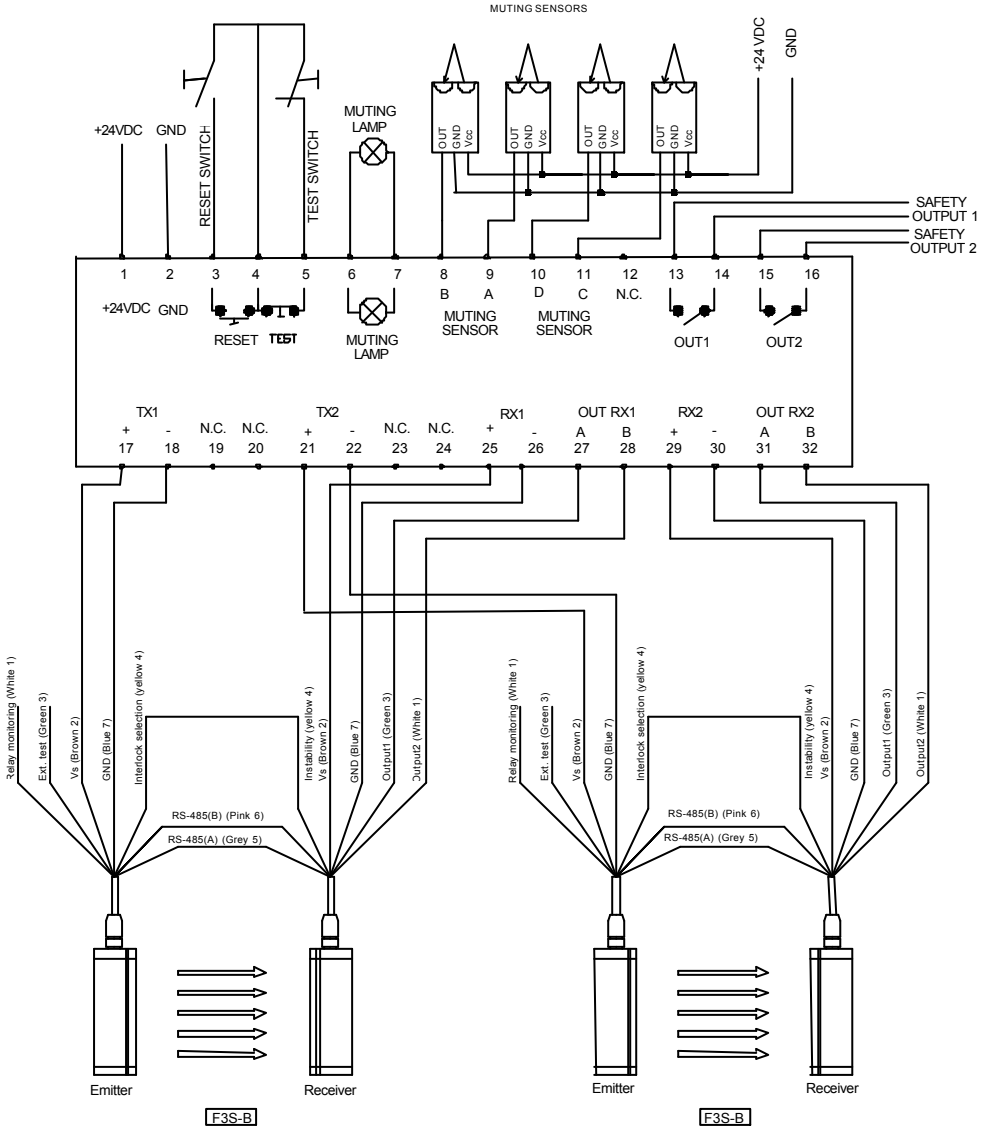 MUTING SENSORS
+24 VDC
GND
MUTING
LAMP
+24VDC GND
RESET SWITCH
TEST SWITCH
OUT
GND
Vcc
OUT
GND
Vcc
OUT
GND
Vcc
OUT
GND
Vcc
SAFETY
OUTPUT 1
SAFETY
OUTPUT 2
1 2 3 4 5 6 7 8 9 10 11 12 13 14 15 16
+24VDC GND
B A D C N.C.
MUTING
SENSOR
MUTING
SENSOR
RESET TEST
MUTING
LAMP
OUT1 OUT2
TX1 TX2 RX1 OUT RX1 RX2 OUT RX2
+ - N.C. N.C. + - N.C. N.C. + - A B + - A B
17 18 19 20 21 22 23 24 25 26 27 28 29 30 31 32
Relay monitoring (White 1)
Ext. test (Green 3)
Vs (Brown 2)
GND (Blue 7)
Interlock selection (yellow 4)
Instability (yellow 4)
Vs (Brown 2)
GND (Blue 7)
Output1 (Green 3)
Output2 (White 1)
Relay monitoring (White 1)
Ext. test (Green 3)
Vs (Brown 2)
GND (Blue 7)
Interlock selection (yellow 4)
Instability (yellow 4)
Vs (Brown 2)
GND (Blue 7)
Output1 (Green 3)
Output2 (White 1)
RS-485(B) (Pink 6)
RS-485(A) (Grey 5)
RS-485(B) (Pink 6)
RS-485(A) (Grey 5)
Emitter Receiver Emitter Receiver
F3S-B F3S-B